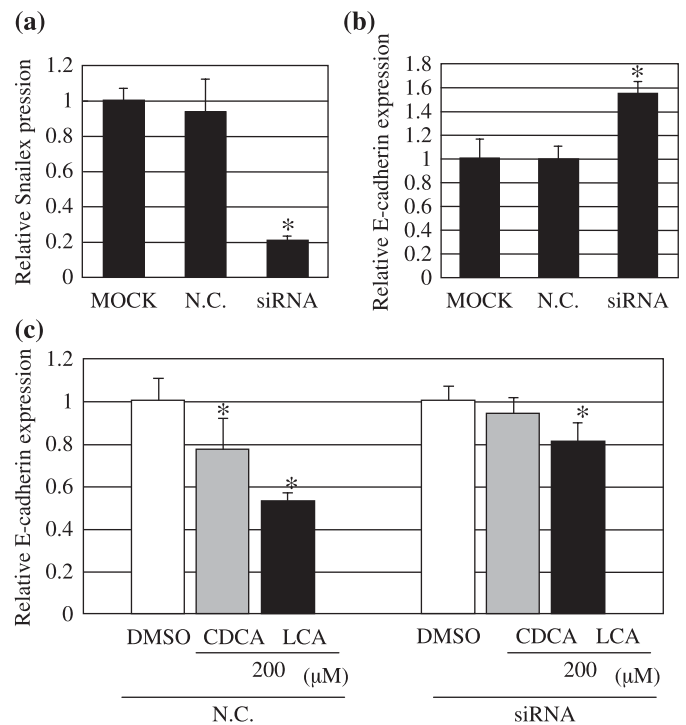 (a)
Relative Snailex pression
1.2
1
0.8
0.6
0.4
0.2
0
*
MOCK N.C. siRNA
(b)
Relative E-cadherin expression
1.8
1.6
1.4
1.2
1
0.8
0.6
0.4
0.2
0
*
MOCK N.C. siRNA
(c)
Relative E-cadherin expression
1.2
1
0.8
0.6
0.4
0.2
0
* * *
DMSO CDCA LCA DMSO CDCA LCA
200 (μM) 200 (μM)
N.C. siRNA